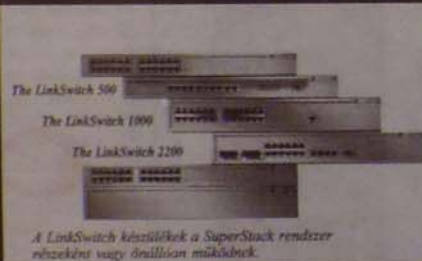 The LinkSwitch 500
The LinkSwitch 1000
The LinkSwitch 2200
A LinkSwitch készülékek a SuperStack rendszer
részeként vagy önállóan működnek.